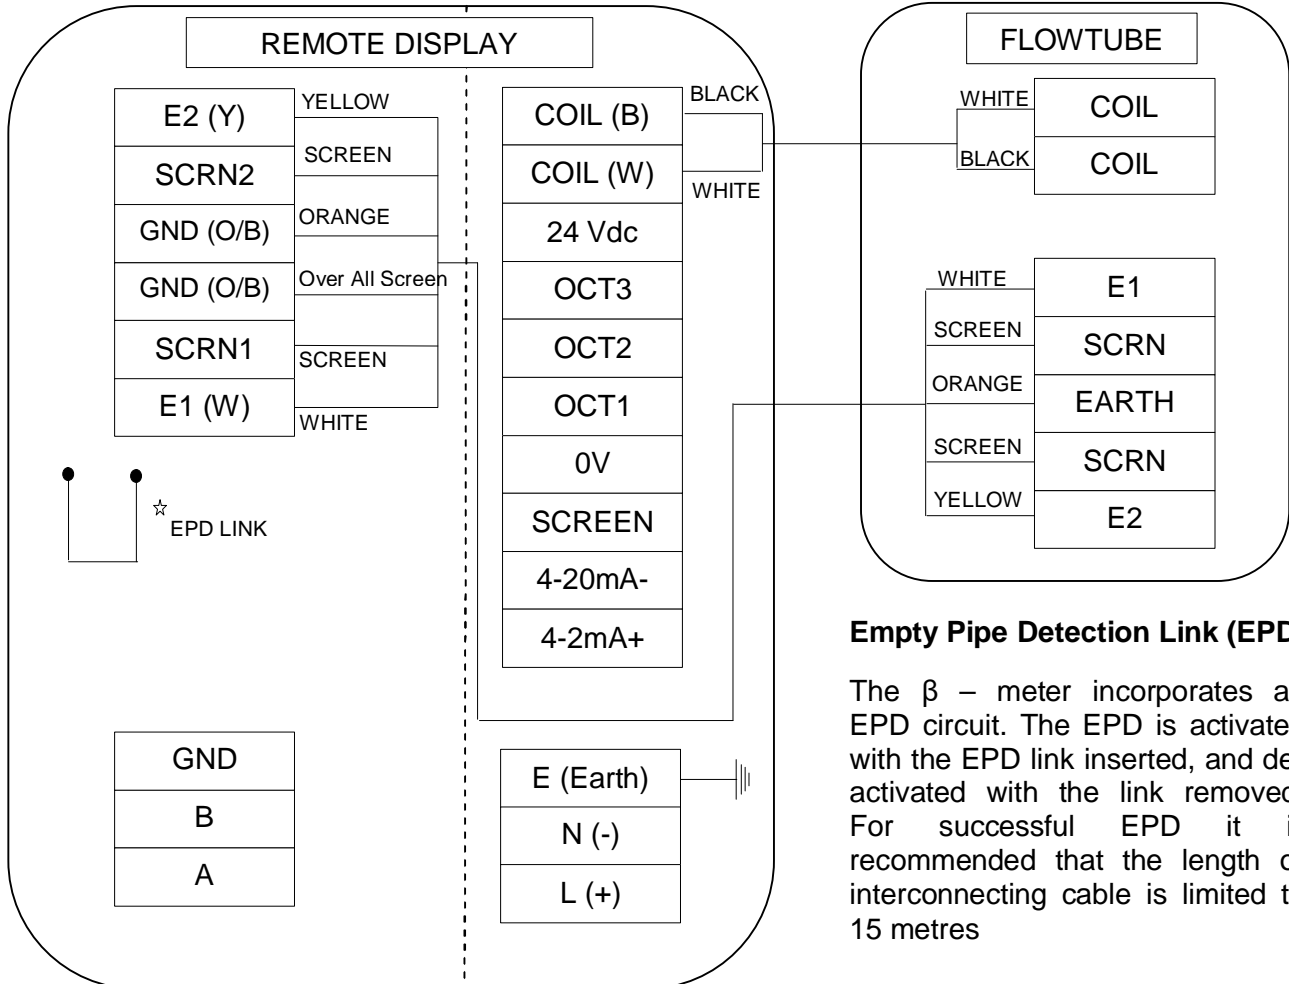 REMOTE DISPLAY
E2 (Y)
SCRN2
GND (O/B)
GND (O/B)
SCRN1
E1 (W)
YELLOW
SCREEN
ORANGE
Over All Screen
SCREEN
WHITE
☆
EPD LINK
GND
B
A
COIL (B)
COIL (W)
24 Vdc
OCT3
OCT2
OCT1
0V
SCREEN
4-20mA-
4-2mA+
BLACK
WHITE
E (Earth)
N (-)
L (+)
FLOWTUBE
WHITE
BLACK
COIL
COIL
WHITE
SCREEN
ORANGE
SCREEN
YELLOW
E1
SCRN
EARTH
SCRN
E2
Empty Pipe Detection Link (EPD
The β – meter incorporates a
EPD circuit. The EPD is activate
with the EPD link inserted, and de
activated with the link removed
For successful EPD it i
recommended that the length o
interconnecting cable is limited t
15 metres